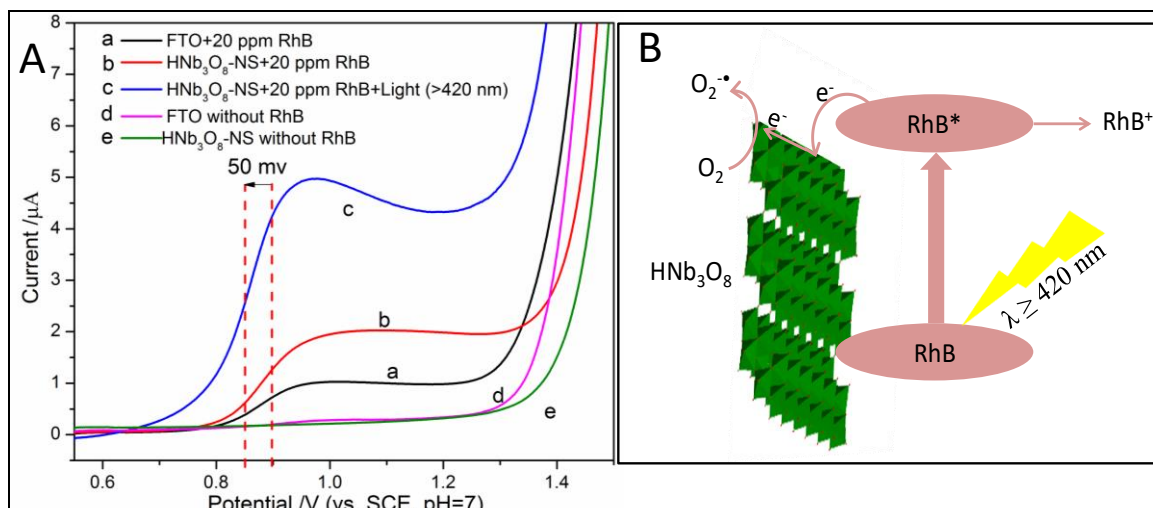 A
a FTO+20 ppm RhB
b HNb₃O₈-NS+20 ppm RhB
c HNb₃O₈-NS+20 ppm RhB+Light (>420 nm)
d FTO without RhB
e HNb₃O₈-NS without RhB
50 mv
c
b
a
d
e
Current /μA
8
7
6
5
4
3
2
1
0
0.6 0.8 1.0 1.2 1.4
Potential /V (vs. SCE, pH=7)
B
O₂⁻•
e⁻
e⁻
RhB*
RhB⁺
O₂
HNb₃O₈
λ ≥ 420 nm
RhB